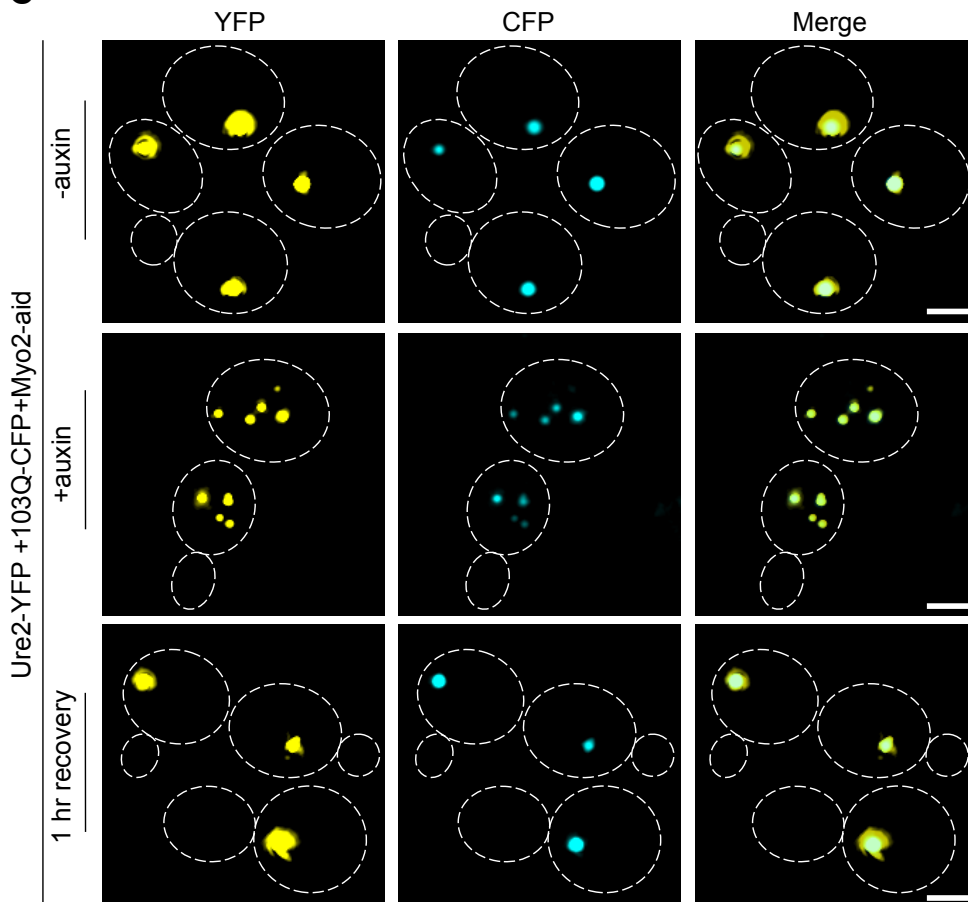 YFP CFP Merge
-auxin
+auxin
1 hr recovery
Ure2-YFP +103Q-CFP+Myo2-aid